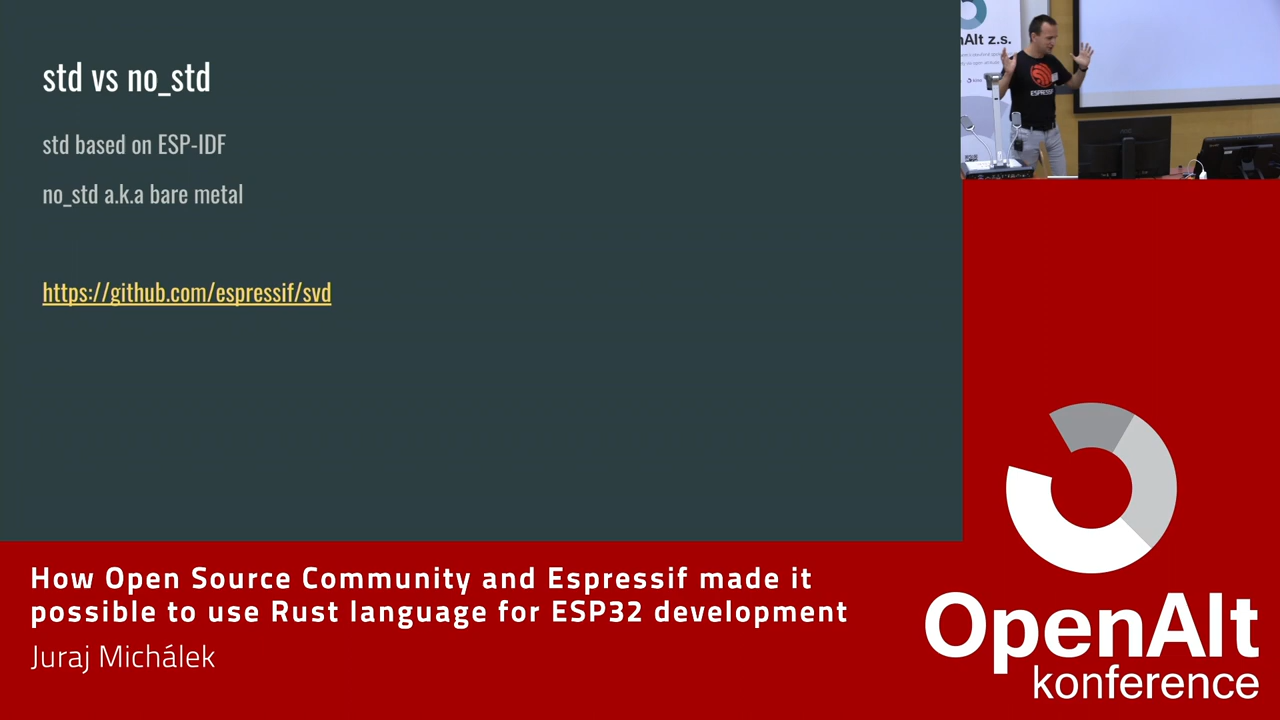 std vs no_std
std based on ESP-IDF
no_std a.k.a bare metal
https://github.com/espressif/svd
nAlt z.s.
ESPRESSIF
How Open Source Community and Espressif made it
possible to use Rust language for ESP32 development
Juraj Michálek
OpenAlt
konference